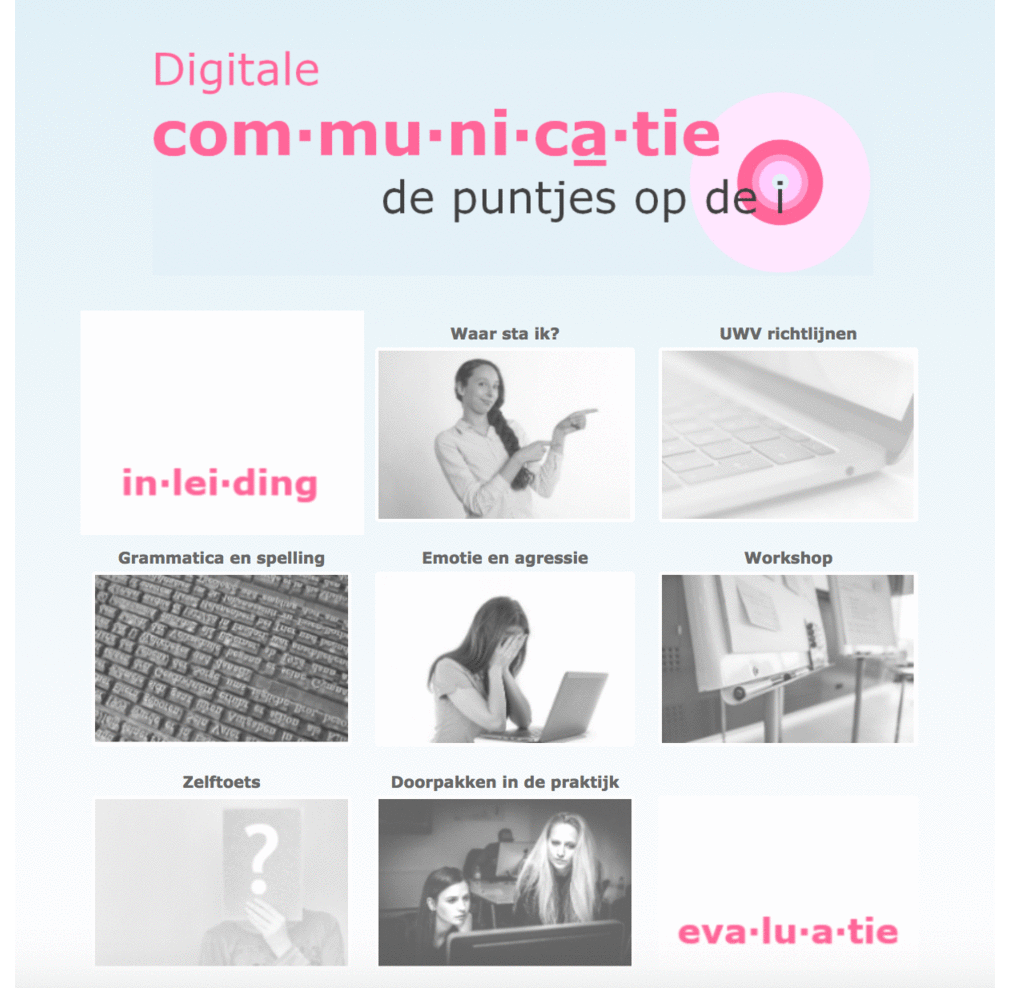 Digitale
com·mu·ni·ca·tie
de puntjes op de i
Waar sta ik?
UWV richtlijnen
in·lei·ding
Grammatica en spelling
Emotie en agressie
Workshop
Zelftoets
Doorpakken in de praktijk
?
eva·lu·a·tie